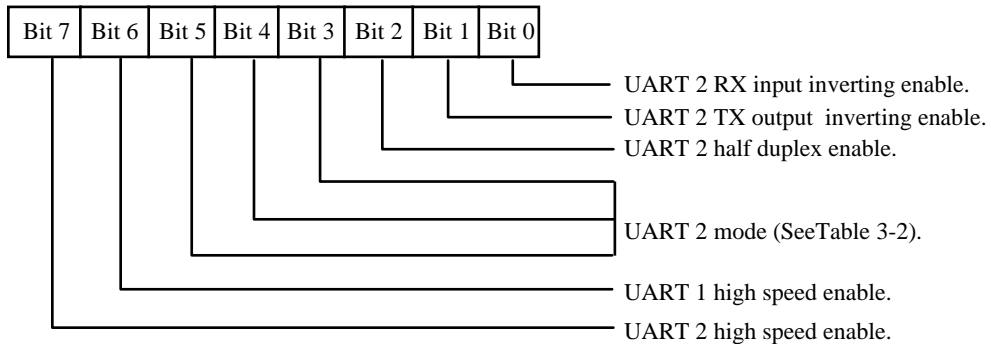 Bit 7 Bit 6 Bit 5 Bit 4 Bit 3 Bit 2 Bit 1 Bit 0
UART 2 RX input inverting enable.
UART 2 TX output  inverting enable.
UART 2 half duplex enable.
UART 2 mode (SeeTable 3-2).
UART 1 high speed enable.
UART 2 high speed enable.